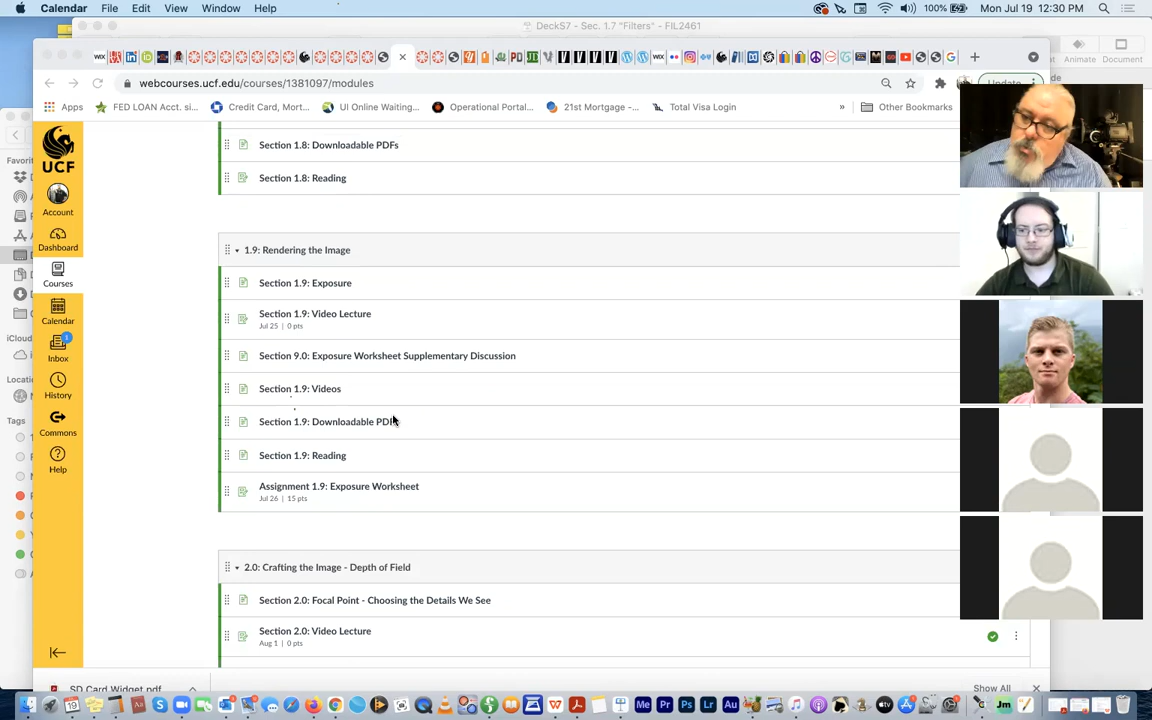 Calendar File Edit View Window Help
100% Mon Jul 19 12:30 PM
DeckS7 - Sec. 1.7 "Filters" - FIL2461
Animate Document
webcourses.ucf.edu/courses/1381097/modules
Update
Apps FED LOAN Acct. si... Credit Card, Mort... UI Online Waiting... Operational Portal... 21st Mortgage -... Total Visa Login » Other Bookmarks
UCF
Account
Dashboard
Courses
Calendar
Inbox
History
Commons
Help
Favori
iClou
Locati
Tags
Section 1.8: Downloadable PDFs
Section 1.8: Reading
1.9: Rendering the Image
Section 1.9: Exposure
Section 1.9: Video Lecture
Jul 25 | 0 pts
Section 9.0: Exposure Worksheet Supplementary Discussion
Section 1.9: Videos
Section 1.9: Downloadable PDFs
Section 1.9: Reading
Assignment 1.9: Exposure Worksheet
Jul 26 | 15 pts
2.0: Crafting the Image - Depth of Field
Section 2.0: Focal Point - Choosing the Details We See
Section 2.0: Video Lecture
Aug 1 | 0 pts
SD Card Widget.pdf
Show All